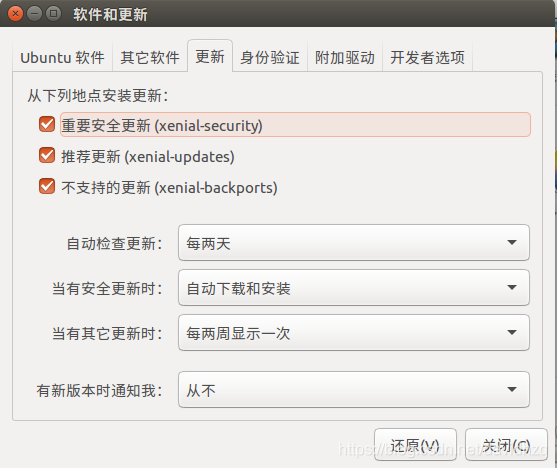 软件和更新
Ubuntu 软件 其它软件 更新 身份验证 附加驱动 开发者选项
从下列地点安装更新：
重要安全更新 (xenial-security)
推荐更新 (xenial-updates)
不支持的更新 (xenial-backports)
自动检查更新： 每两天
当有安全更新时： 自动下载和安装
当有其它更新时： 每两周显示一次
有新版本时通知我： 从不
还原(V) 关闭(C)